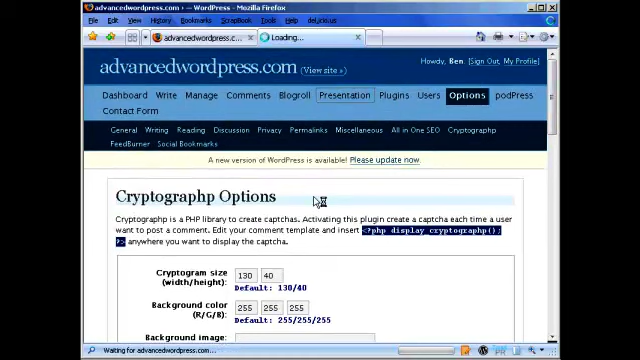 advancedwordpress.com — WordPress - Mozilla Firefox
File Edit View History Bookmarks ScrapBook Tools Help del.icio.us
advancedwordpress.c... Loading...
advancedwordpress.com (View site »)
Howdy, Ben. [Sign Out, My Profile]
Dashboard Write Manage Comments Blogroll Presentation Plugins Users Options podPress
Contact Form
General Writing Reading Discussion Privacy Permalinks Miscellaneous All in One SEO Cryptography
FeedBurner Social Bookmarks
A new version of WordPress is available! Please update now.
Cryptographp Options
Cryptographp is a PHP library to create captchas. Activating this plugin create a captcha each time a user
want to post a comment. Edit your comment template and insert <?php display_cryptographp();
?> anywhere you want to display the captcha.
Cryptogram size 130 40
(width/height): Default: 130/40
Background color 255 255 255
(R/G/B): Default: 255/255/255
Background image:
Waiting for advancedwordpress.com...